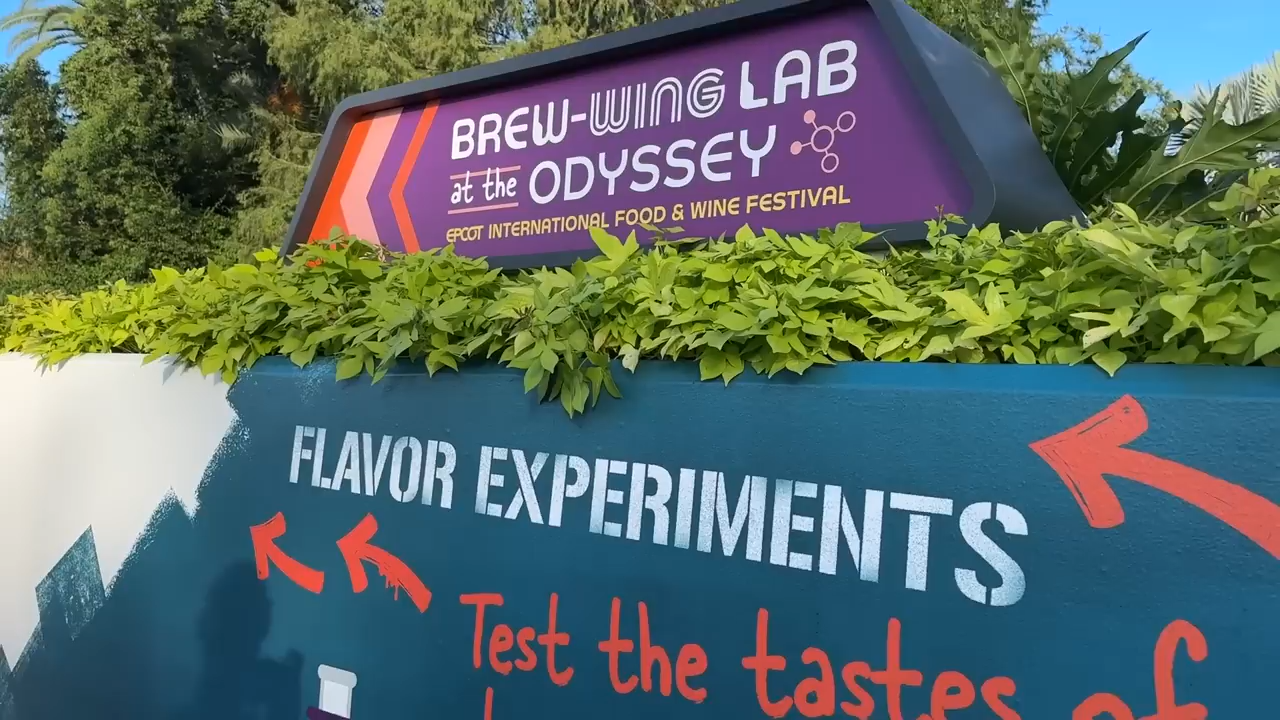 BREW-WING LAB
at the ODYSSEY
EPCOT INTERNATIONAL FOOD & WINE FESTIVAL
FLAVOR EXPERIMENTS
Test the tastes of